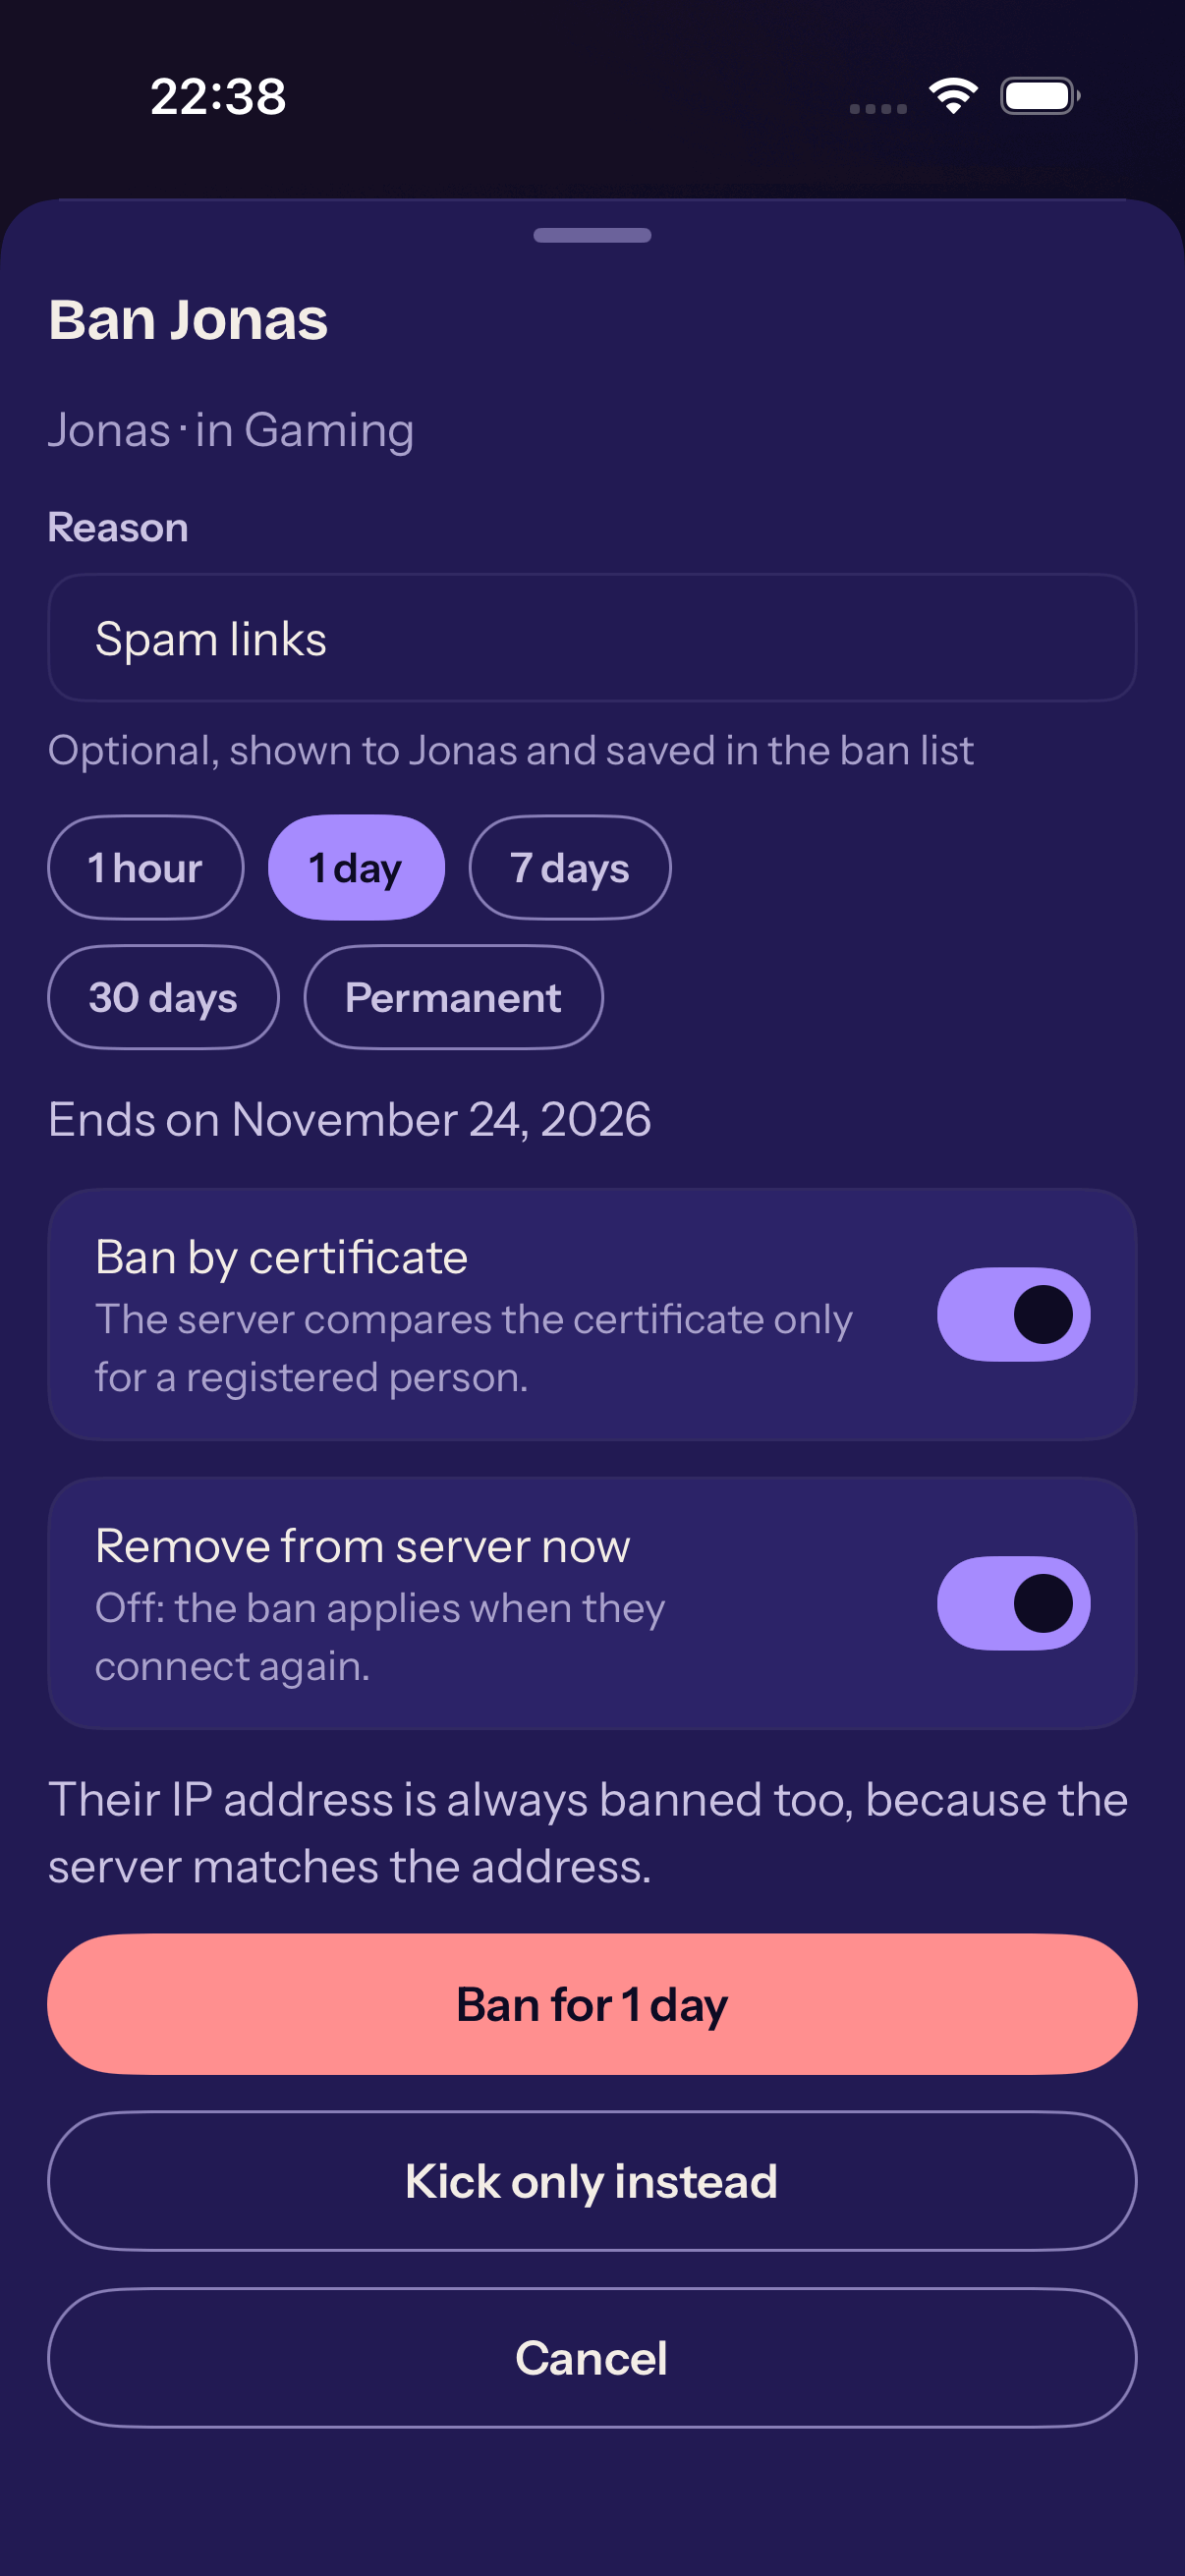 22:38
Ban Jonas
Jonas · in Gaming
Reason
Spam links
Optional, shown to Jonas and saved in the ban list
1 hour
1 day
7 days
30 days
Permanent
Ends on November 24, 2026
Ban by certificate
The server compares the certificate only
for a registered person.
Remove from server now
Off: the ban applies when they
connect again.
Their IP address is always banned too, because the
server matches the address.
Ban for 1 day
Kick only instead
Cancel